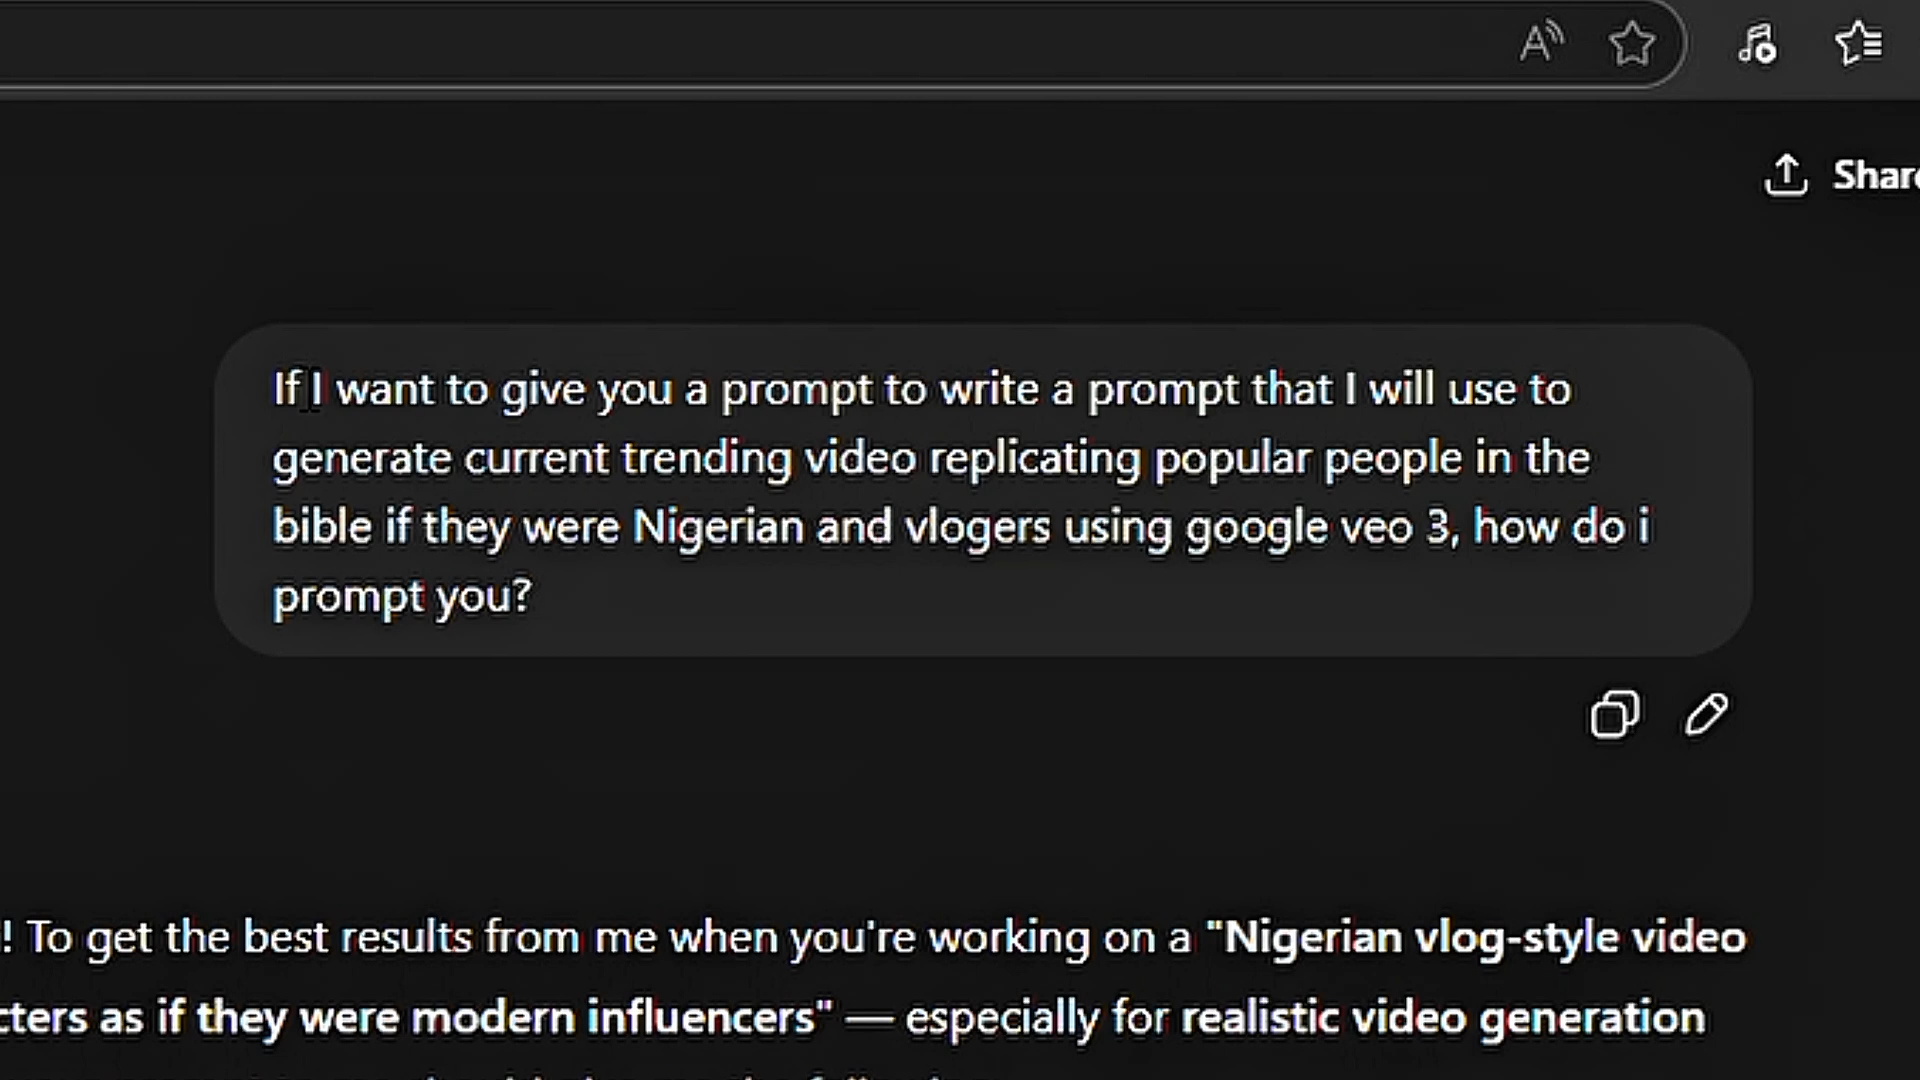 Share
If I want to give you a prompt to write a prompt that I will use to
generate current trending video replicating popular people in the
bible if they were Nigerian and vlogers using google veo 3, how do i
prompt you?
! To get the best results from me when you're working on a "Nigerian vlog-style video
cters as if they were modern influencers" — especially for realistic video generation